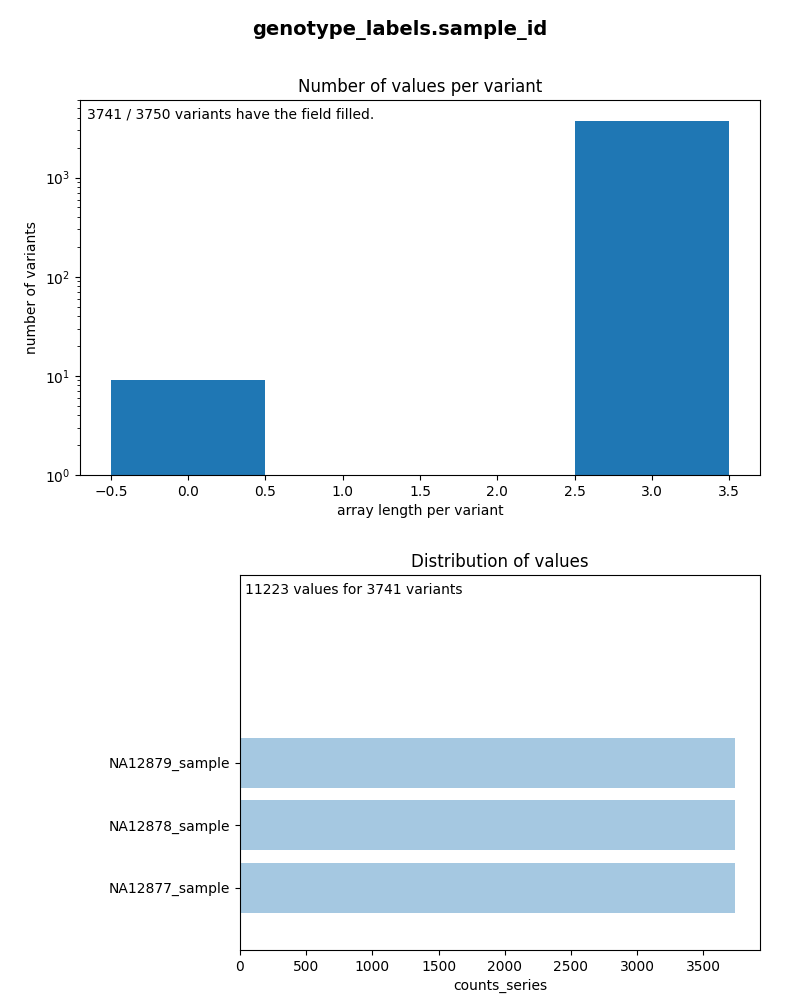 genotype_labels.sample_id
Number of values per variant
3741 / 3750 variants have the field filled.
number of variants
10³
10²
10¹
10⁰
−0.5 0.0 0.5 1.0 1.5 2.0 2.5 3.0 3.5
array length per variant
Distribution of values
11223 values for 3741 variants
NA12879_sample
NA12878_sample
NA12877_sample
0 500 1000 1500 2000 2500 3000 3500
counts_series